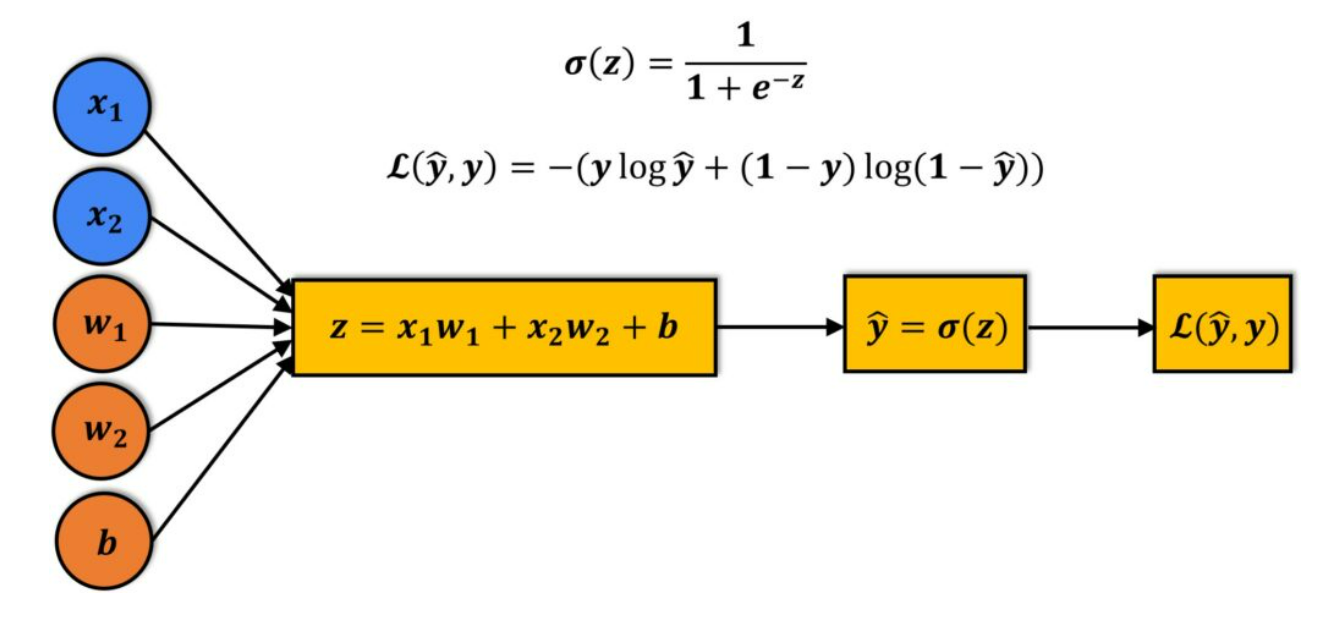 σ(z) = 1 / (1 + e^{-z})
ℒ(ŷ, y) = −(y log ŷ + (1 − y) log(1 − ŷ))
x₁
x₂
w₁
w₂
b
z = x₁w₁ + x₂w₂ + b
ŷ = σ(z)
ℒ(ŷ, y)